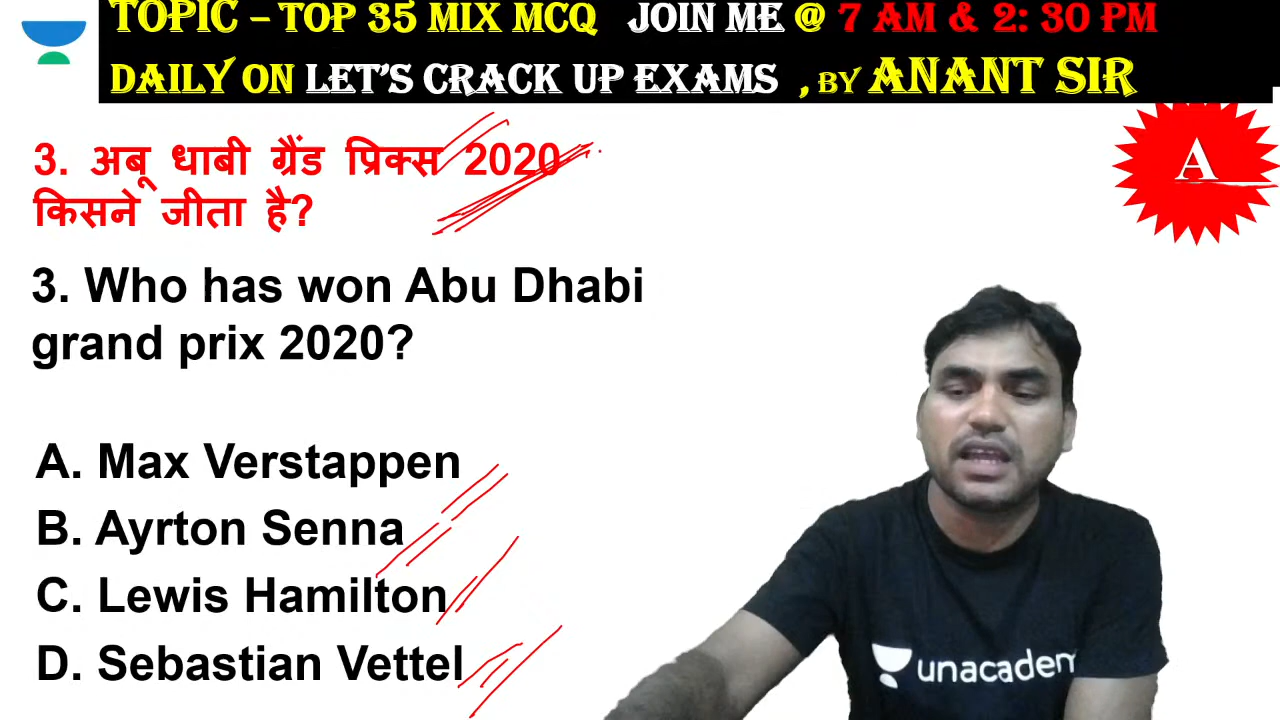 TOPIC – TOP 35 MIX MCQ JOIN ME @ 7 AM & 2: 30 PM
DAILY ON LET'S CRACK UP EXAMS , BY ANANT SIR
A
3. अबू धाबी ग्रैंड प्रिक्स 2020
किसने जीता है?
3. Who has won Abu Dhabi
grand prix 2020?
A. Max Verstappen
B. Ayrton Senna
C. Lewis Hamilton
D. Sebastian Vettel
unacadem